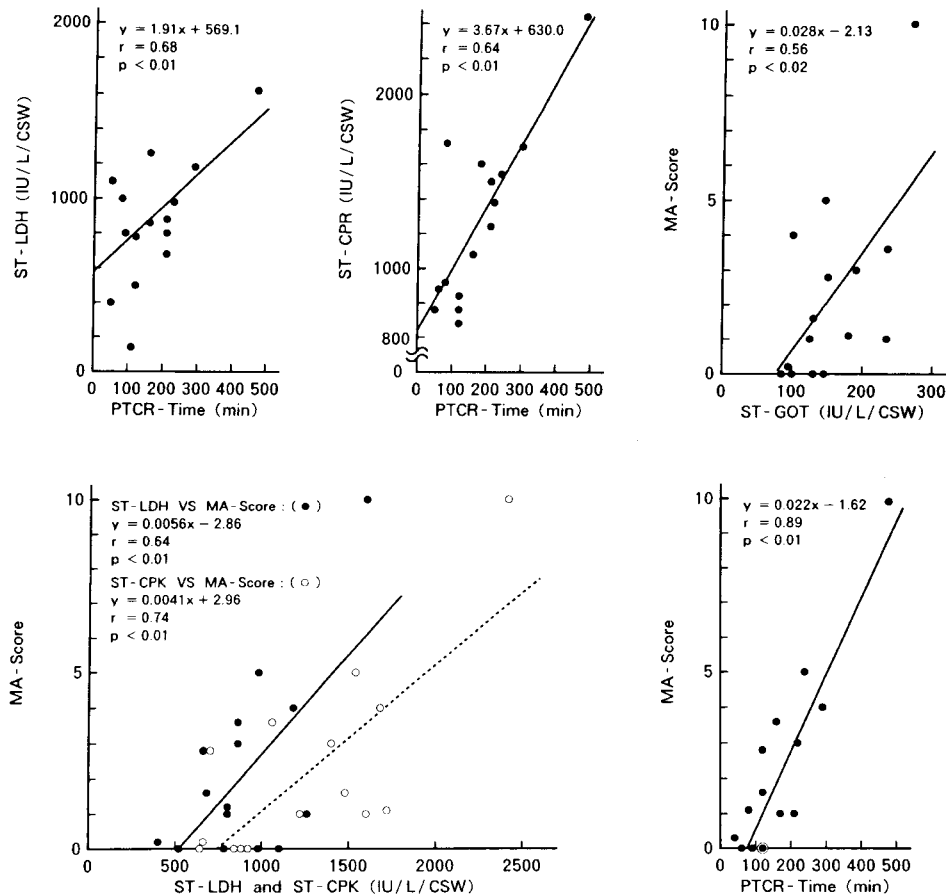 y = 1.91x + 569.1
r = 0.68
p < 0.01
2000
1000
0
ST-LDH (IU/L/CSW)
0 100 200 300 400 500
PTCR-Time (min)
y = 3.67x + 630.0
r = 0.64
p < 0.01
2000
1000
800
0
ST-CPR (IU/L/CSW)
0 100 200 300 400 500
PTCR-Time (min)
y = 0.028x - 2.13
r = 0.56
p < 0.02
10
5
0
MA-Score
0 100 200 300
ST-GOT (IU/L/CSW)
ST-LDH VS MA-Score : (●)
y = 0.0056x - 2.86
r = 0.64
p < 0.01
ST-CPK VS MA-Score : (○)
y = 0.0041x + 2.96
r = 0.74
p < 0.01
10
5
0
MA-Score
500 1000 1500 2000 2500
ST-LDH and ST-CPK (IU/L/CSW)
y = 0.022x - 1.62
r = 0.89
p < 0.01
10
5
0
MA-Score
0 100 200 300 400 500
PTCR-Time (min)